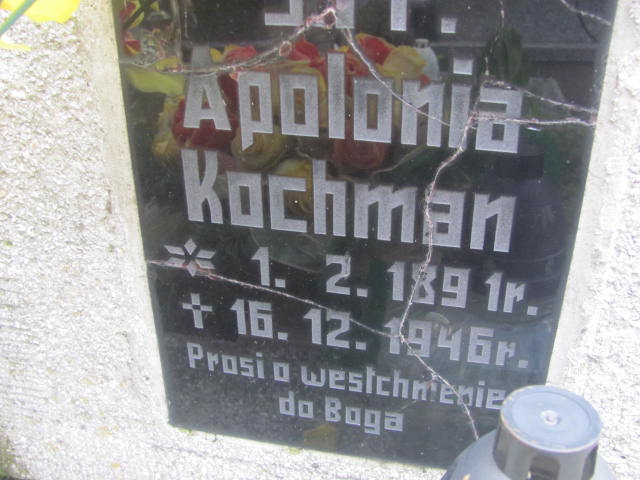 Ś†P.
Apolonia
Kochman
* 1. 2. 1891r.
† 16. 12. 1946r.
Prosi o westchnienie
do Boga